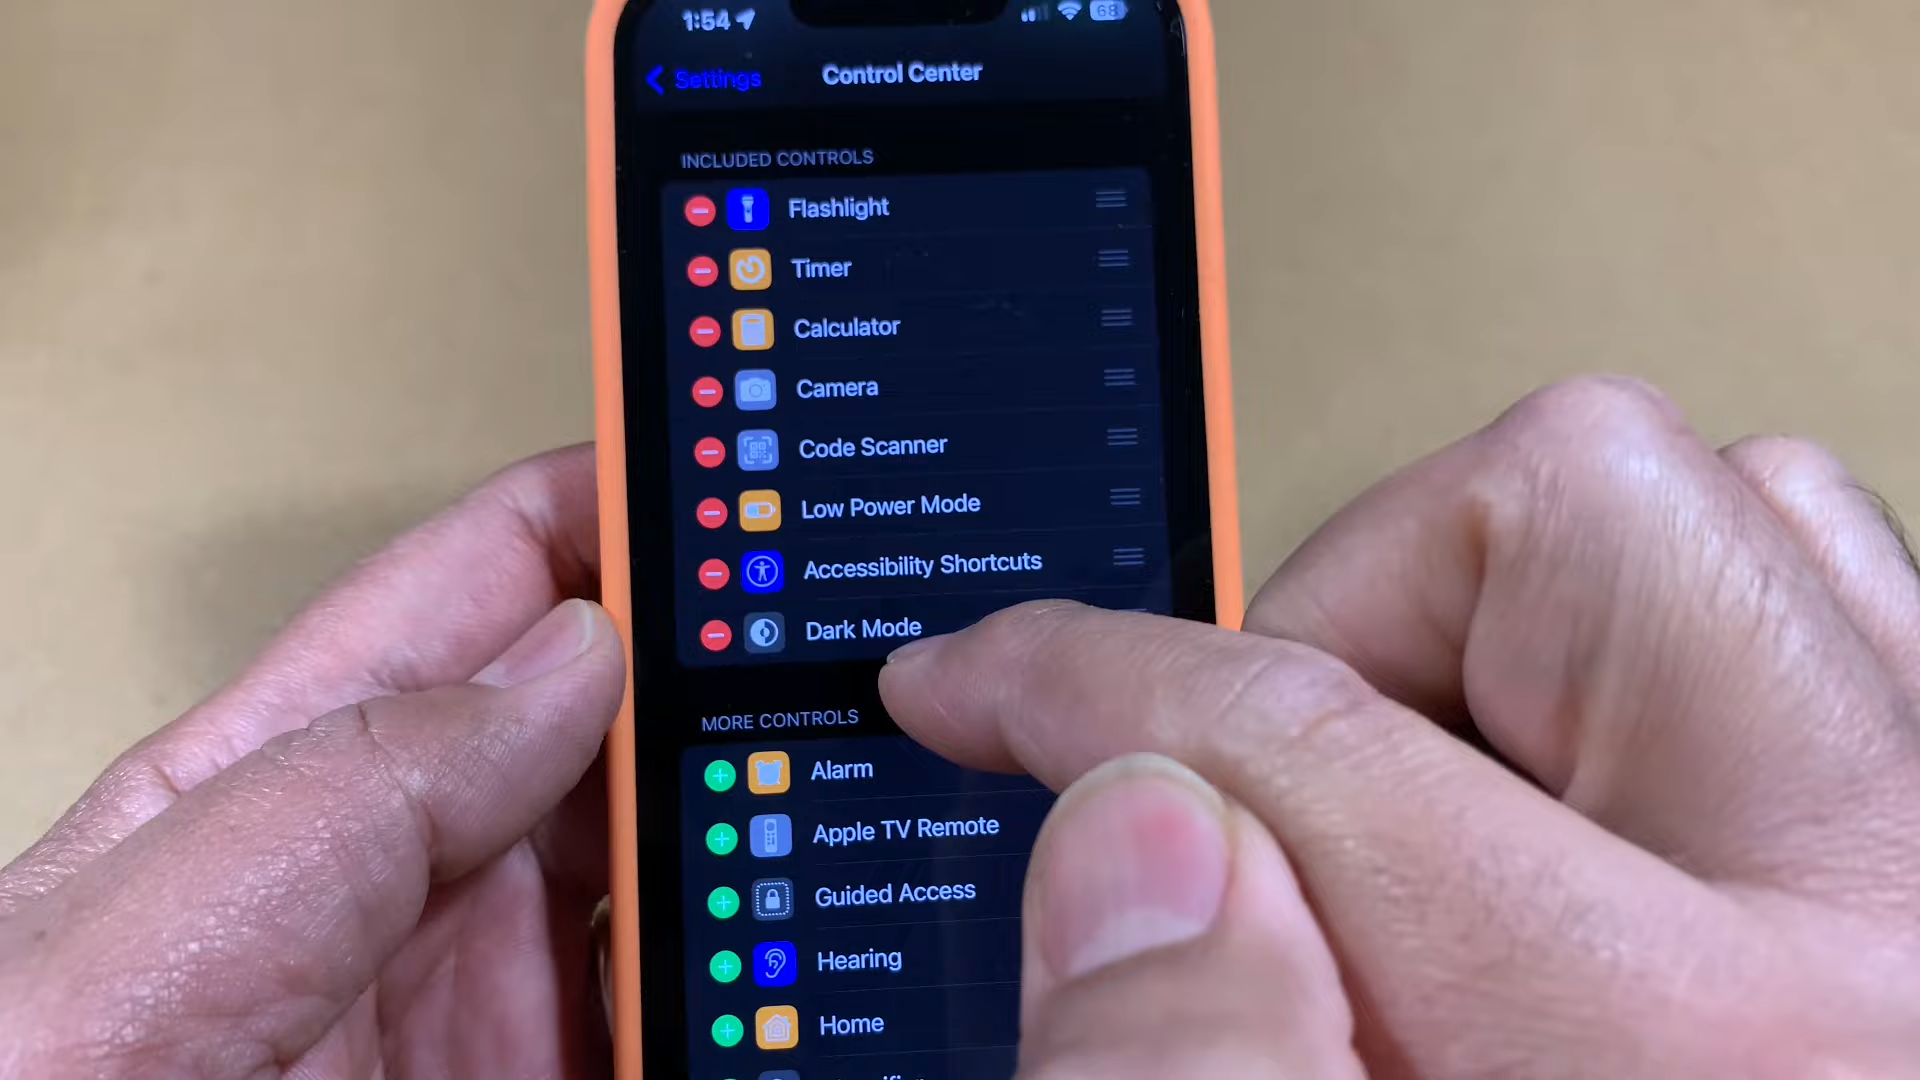 1:54
68
Settings
Control Center
INCLUDED CONTROLS
Flashlight
Timer
Calculator
Camera
Code Scanner
Low Power Mode
Accessibility Shortcuts
Dark Mode
MORE CONTROLS
Alarm
Apple TV Remote
Guided Access
Hearing
Home